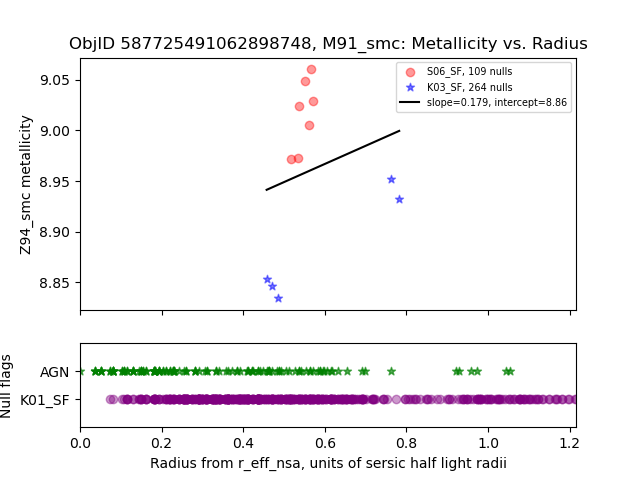 ObjID 587725491062898748, M91_smc: Metallicity vs. Radius
9.05
9.00
8.95
8.90
8.85
Z94_smc metallicity
S06_SF, 109 nulls
K03_SF, 264 nulls
slope=0.179, intercept=8.86
AGN
K01_SF
Null flags
0.0 0.2 0.4 0.6 0.8 1.0 1.2
Radius from r_eff_nsa, units of sersic half light radii